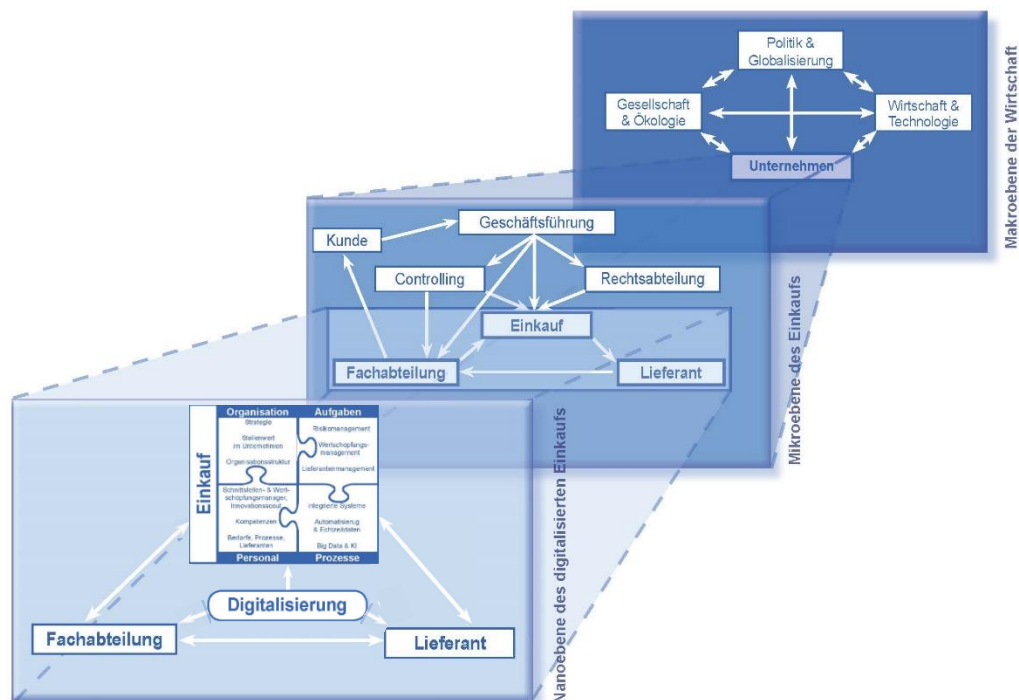 Politik &
Globalisierung
Gesellschaft
& Ökologie
Wirtschaft &
Technologie
Unternehmen
Makroebene der Wirtschaft
Geschäftsführung
Kunde
Controlling
Rechtsabteilung
Einkauf
Fachabteilung
Lieferant
Mikroebene des Einkaufs
Einkauf
Organisation
Strategie
Stellenwert
im Unternehmen
Organisationsstruktur
Aufgaben
Risikomanagement
Wertschöpfungs-
management
Lieferantenmanagement
Schnittstellen- & Wert-
schöpfungsmanager,
Innovationsscout
Kompetenzen
Bedarfe, Prozesse,
Lieferanten
Personal
Integrierte Systeme
Automatisierung
& Echtzeitdaten
Big Data & KI
Prozesse
Digitalisierung
Fachabteilung
Lieferant
Nanoebene des digitalisierten Einkaufs